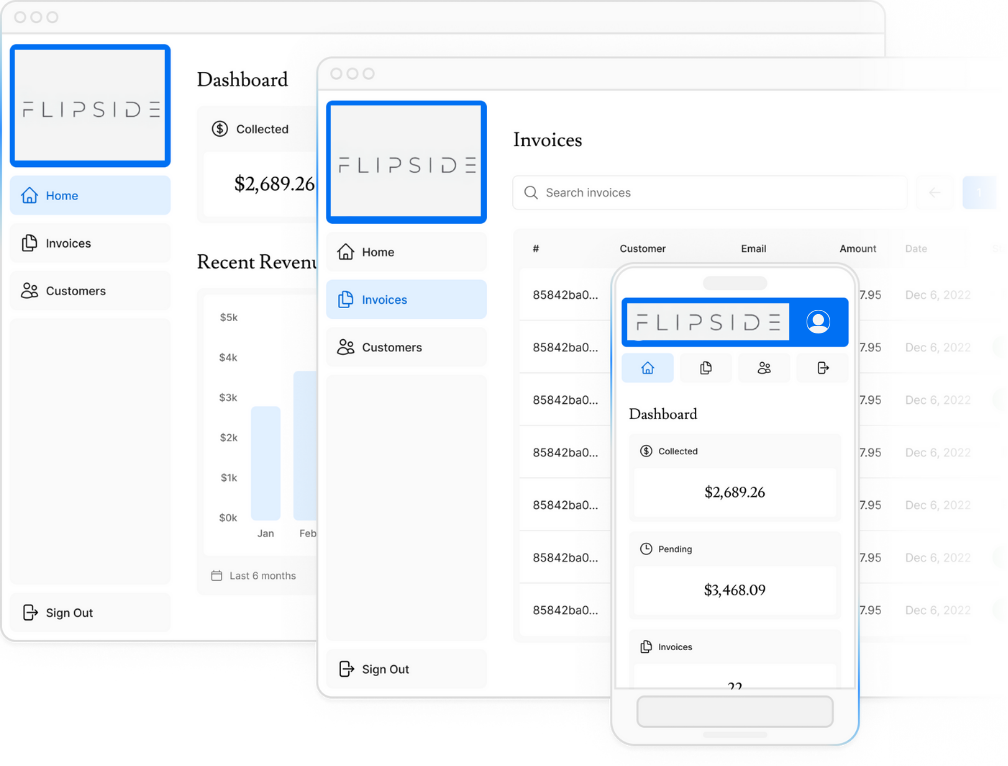 FLIPSIDE
Home
Invoices
Customers
Sign Out
Dashboard
Collected
$2,689.26
$5k
$4k
$3k
$2k
$1k
$0k
Jan
Feb
Last 6 months
FLIPSIDE
Home
Invoices
Customers
Sign Out
Invoices
Search invoices
# Customer Email Amount Date
85842ba0... 7.95 Dec 6, 2022
85842ba0... 7.95 Dec 6, 2022
85842ba0... 7.95 Dec 6, 2022
85842ba0... 7.95 Dec 6, 2022
85842ba0... 7.95 Dec 6, 2022
85842ba0... 7.95 Dec 6, 2022
85842ba0... 7.95 Dec 6, 2022
FLIPSIDE
Dashboard
Collected
$2,689.26
Pending
$3,468.09
Invoices
22